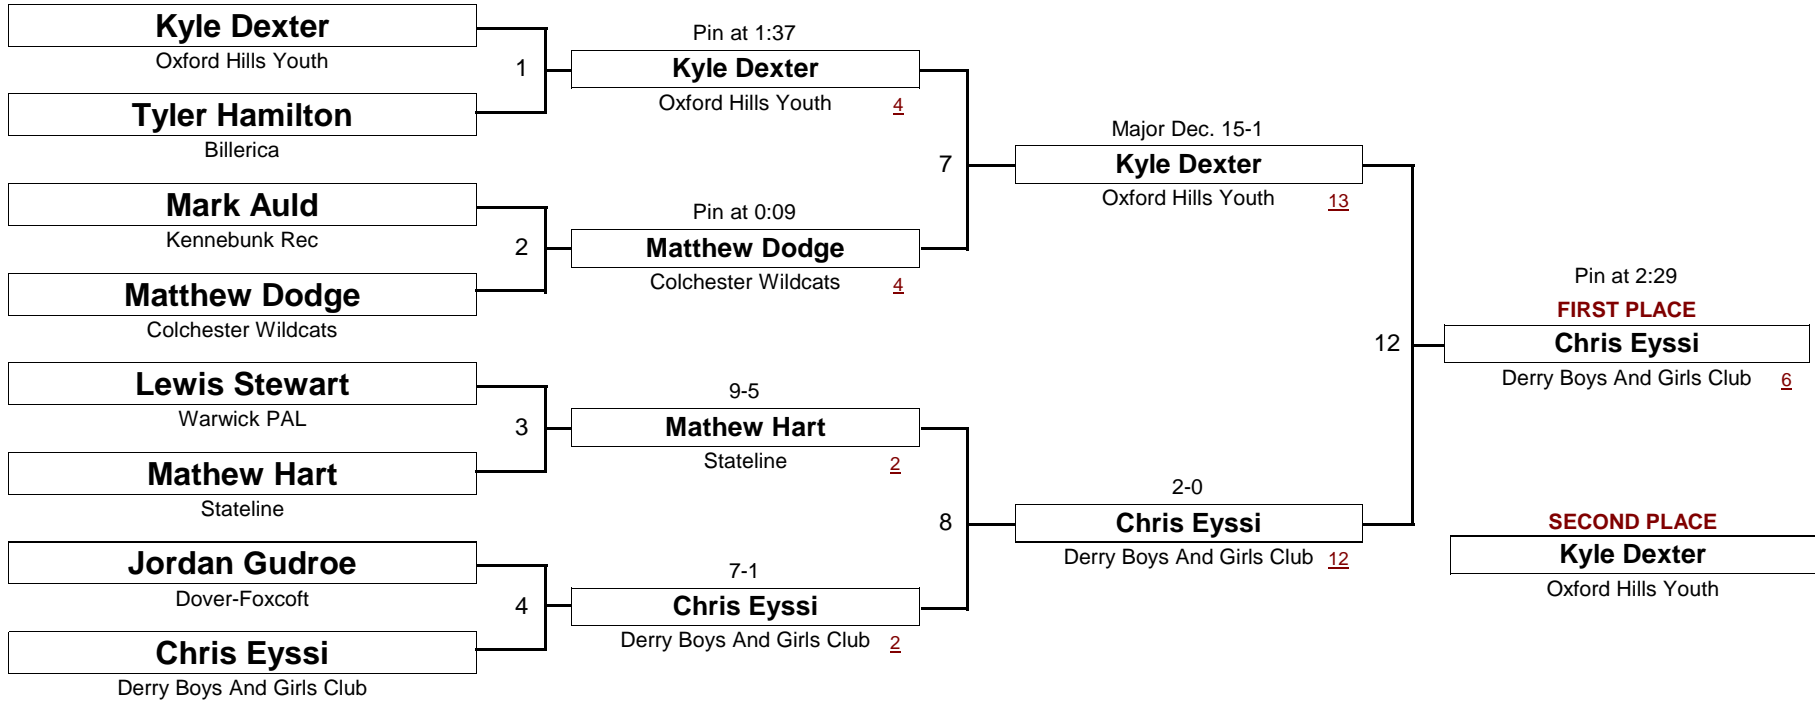 Kyle Dexter
Oxford Hills Youth
1
Tyler Hamilton
Billerica
Mark Auld
Kennebunk Rec
2
Matthew Dodge
Colchester Wildcats
Lewis Stewart
Warwick PAL
3
Mathew Hart
Stateline
Jordan Gudroe
Dover-Foxcoft
4
Chris Eyssi
Derry Boys And Girls Club
Pin at 1:37
Kyle Dexter
Oxford Hills Youth 4
7
Pin at 0:09
Matthew Dodge
Colchester Wildcats 4
9-5
Mathew Hart
Stateline 2
8
7-1
Chris Eyssi
Derry Boys And Girls Club 2
Major Dec. 15-1
Kyle Dexter
Oxford Hills Youth 13
12
2-0
Chris Eyssi
Derry Boys And Girls Club 12
Pin at 2:29
FIRST PLACE
Chris Eyssi
Derry Boys And Girls Club 6
SECOND PLACE
Kyle Dexter
Oxford Hills Youth